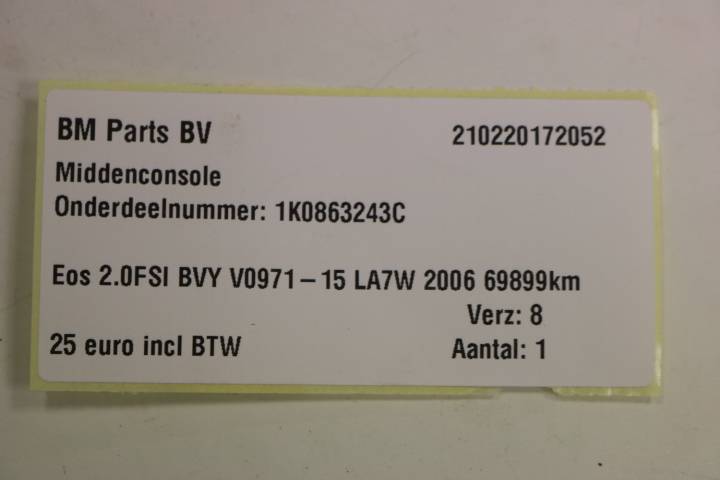 BM Parts BV 210220172052
Middenconsole
Onderdeelnummer: 1K0863243C
Eos 2.0FSI BVY V0971-15 LA7W 2006 69899km
Verz: 8
25 euro incl BTW Aantal: 1